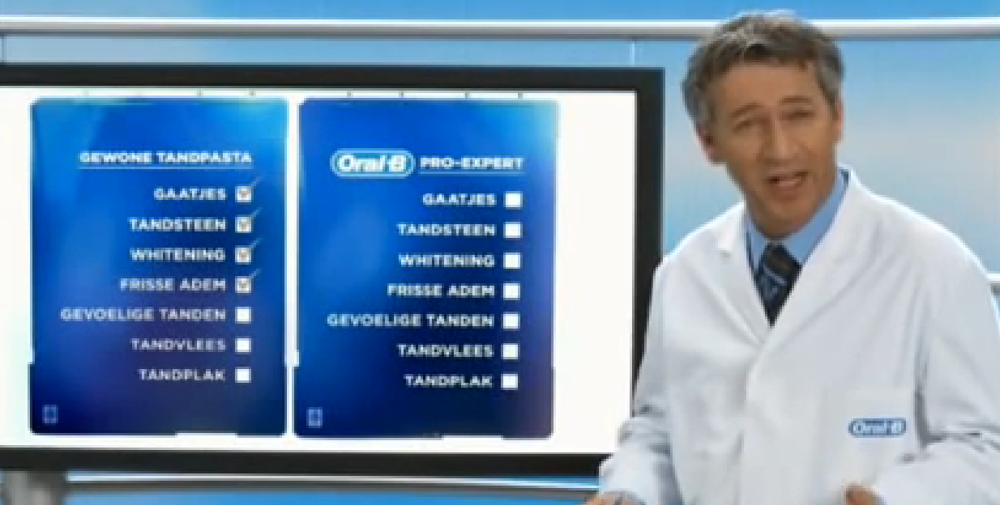 GEWONE TANDPASTA
GAATJES
TANDSTEEN
WHITENING
FRISSE ADEM
GEVOELIGE TANDEN
TANDVLEES
TANDPLAK
Oral-B PRO-EXPERT
GAATJES
TANDSTEEN
WHITENING
FRISSE ADEM
GEVOELIGE TANDEN
TANDVLEES
TANDPLAK
Oral-B